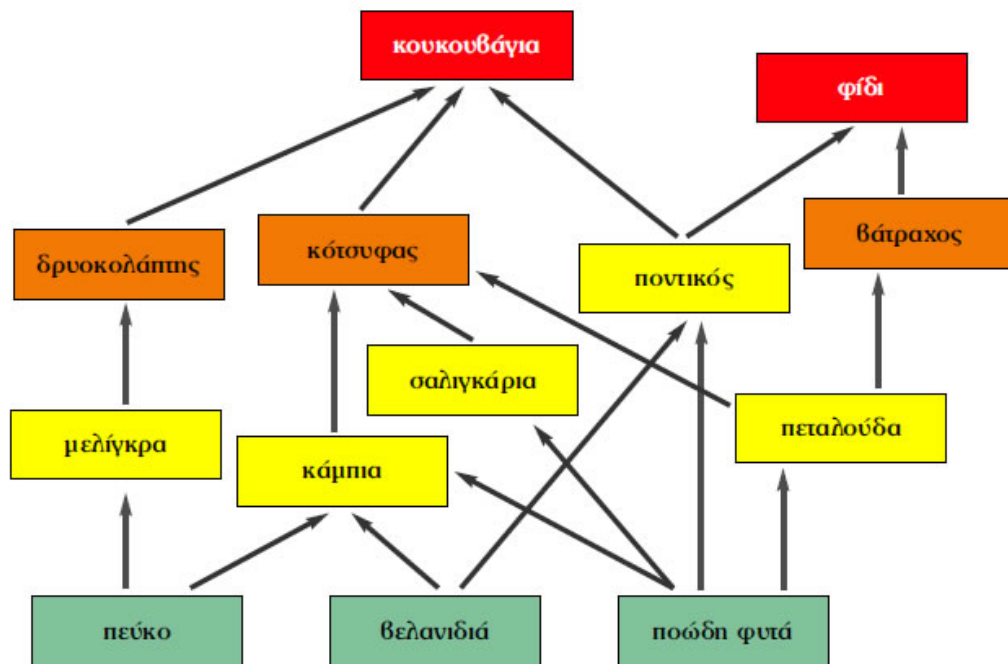 κουκουβάγια
φίδι
δρυοκολάπτης
κότσυφας
ποντικός
βάτραχος
μελίγκρα
κάμπια
σαλιγκάρια
πεταλούδα
πεύκο
βελανιδιά
ποώδη φυτά